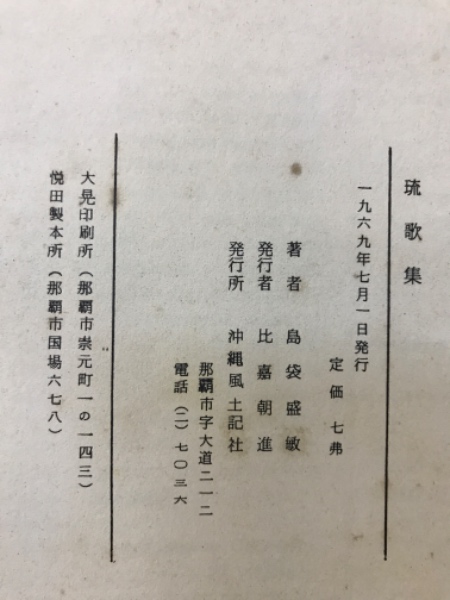 琉歌集
一九六九年七月一日発行
定価 七弗
著者 島袋盛敏
発行者 比嘉朝進
発行所 沖縄風土記社
那覇市字大道二一二
電話(二)七〇三六
大晃印刷所(那覇市崇元町一の一四三)
悦田製本所(那覇市国場六七八)